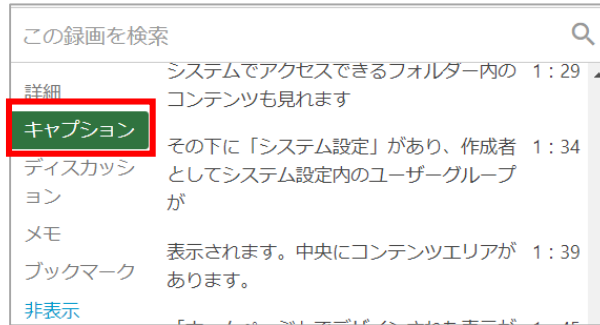 この録画を検索
詳細
キャプション
ディスカッシ
ョン
メモ
ブックマーク
非表示
システムでアクセスできるフォルダー内の 1:29
コンテンツも見れます
その下に「システム設定」があり、作成者 1:34
としてシステム設定内のユーザーグループ
が
表示されます。中央にコンテンツエリアが 1:39
あります。